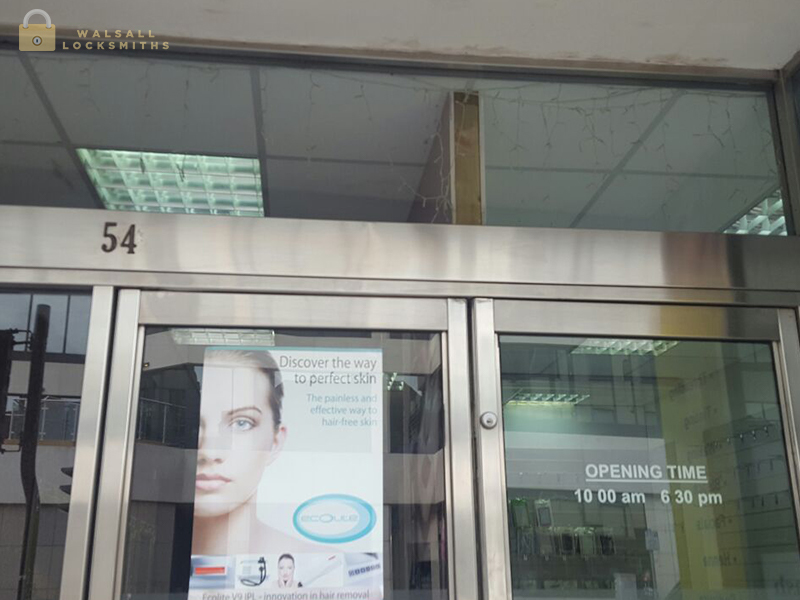 WALSALL
LOCKSMITHS
54
Discover the way
to perfect skin
The painless and
effective way to
hair-free skin
ecolite
Ecolite V9 IPL - innovation in hair removal
OPENING TIME
10 00 am 6 30 pm